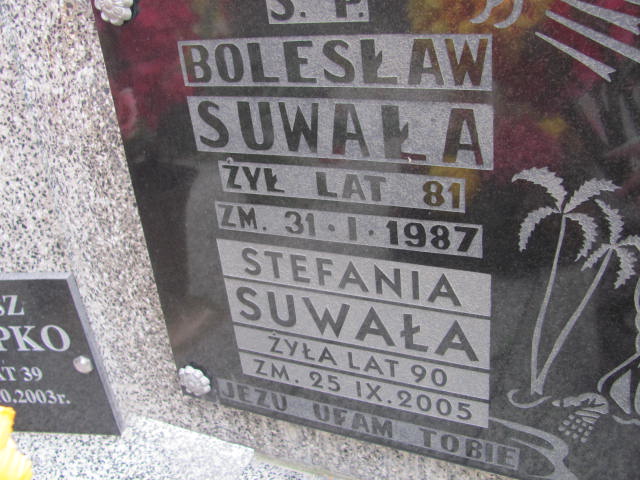 Ś. P.
BOLESŁAW
SUWAŁA
ŻYŁ LAT 81
ZM. 31·I·1987
STEFANIA
SUWAŁA
ŻYŁA LAT 90
ZM. 25 IX.2005
JEZU UFAM TOBIE
SZ
PKO
AT 39
0.2003r.